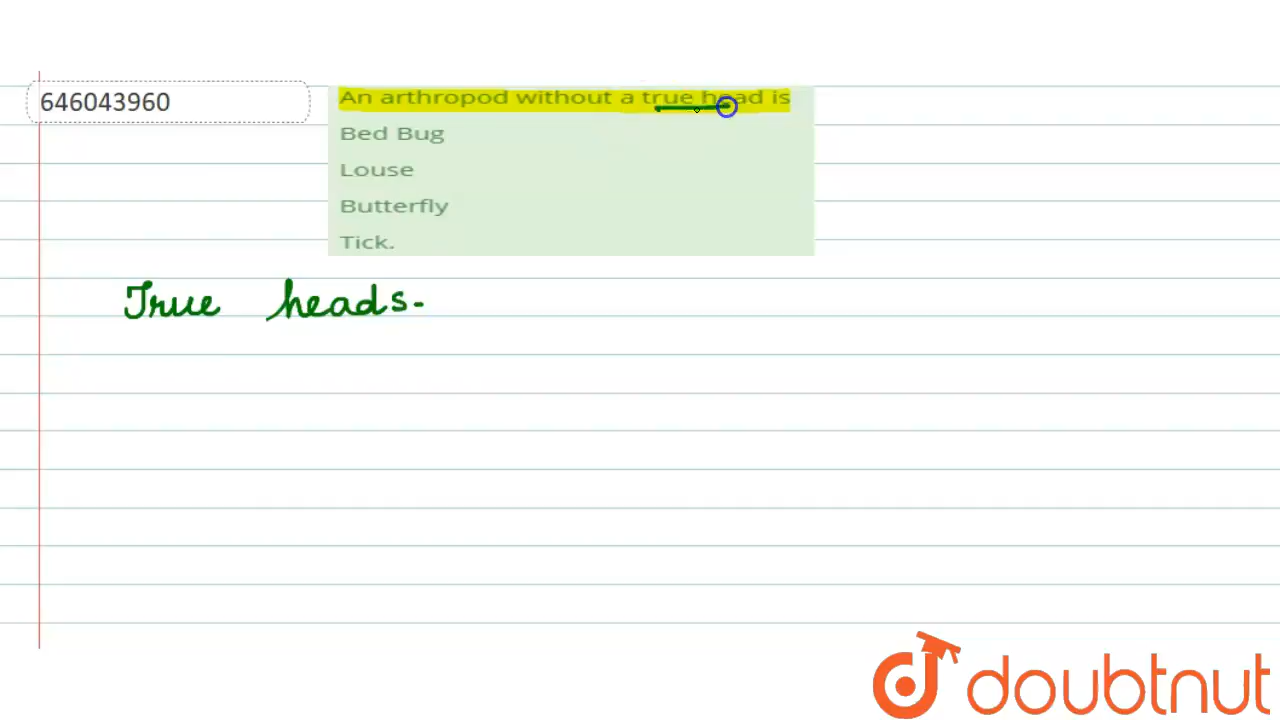 646043960
An arthropod without a true head is
Bed Bug
Louse
Butterfly
Tick.
True heads-
doubtnut